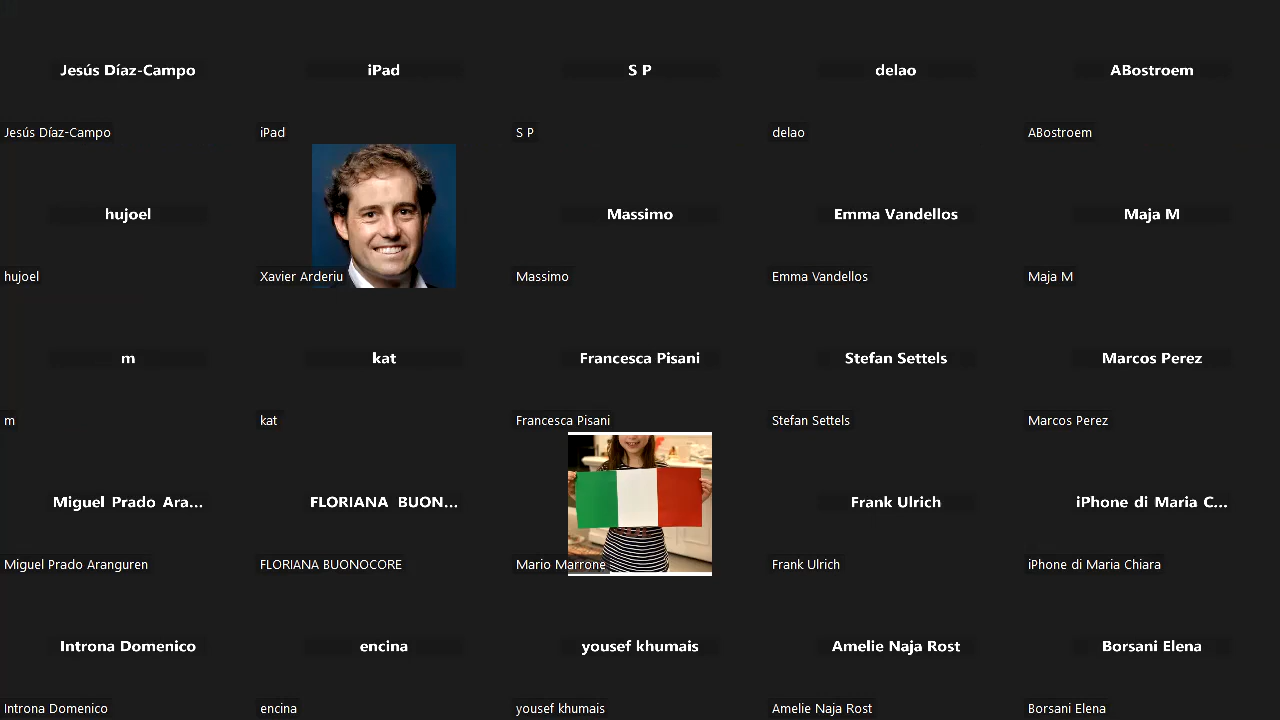 Jesús Díaz-Campo
iPad
S P
delao
ABostroem
Jesús Díaz-Campo
iPad
S P
delao
ABostroem
hujoel
Massimo
Emma Vandellos
Maja M
hujoel
Xavier Arderiu
Massimo
Emma Vandellos
Maja M
m
kat
Francesca Pisani
Stefan Settels
Marcos Perez
m
kat
Francesca Pisani
Stefan Settels
Marcos Perez
Miguel Prado Ara...
FLORIANA BUON...
Frank Ulrich
iPhone di Maria C...
Miguel Prado Aranguren
FLORIANA BUONOCORE
Mario Marrone
Frank Ulrich
iPhone di Maria Chiara
Introna Domenico
encina
yousef khumais
Amelie Naja Rost
Borsani Elena
Introna Domenico
encina
yousef khumais
Amelie Naja Rost
Borsani Elena